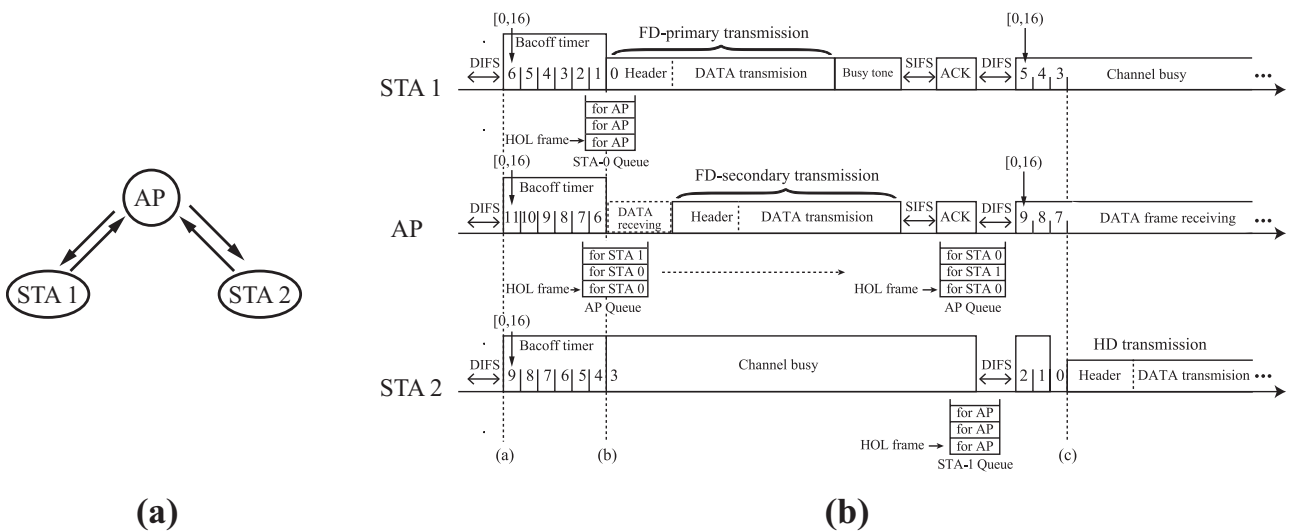 [0,16)
[0,16)
FD-primary transmission
Bacoff timer
DIFS
6 5 4 3 2 1 0
Header
DATA transmision
Busy tone
SIFS
ACK
DIFS
5 4 3
Channel busy
...
STA 1
for AP
for AP
HOL frame
for AP
STA-0 Queue
[0,16)
[0,16)
FD-secondary transmission
Bacoff timer
DIFS
11 10 9 8 7 6
DATA
receving
Header
DATA transmision
SIFS
ACK
DIFS
9 8 7
DATA frame receiving
...
AP
for STA 1
for STA 0
HOL frame
for STA 0
AP Queue
for STA 0
for STA 1
HOL frame
for STA 0
AP Queue
[0,16)
Bacoff timer
DIFS
9 8 7 6 5 4 3
Channel busy
DIFS
2 1 0
HD transmission
Header
DATA transmision
...
STA 2
for AP
for AP
HOL frame
for AP
STA-1 Queue
(a)
(b)
(c)
AP
STA 1
STA 2
(a)
(b)